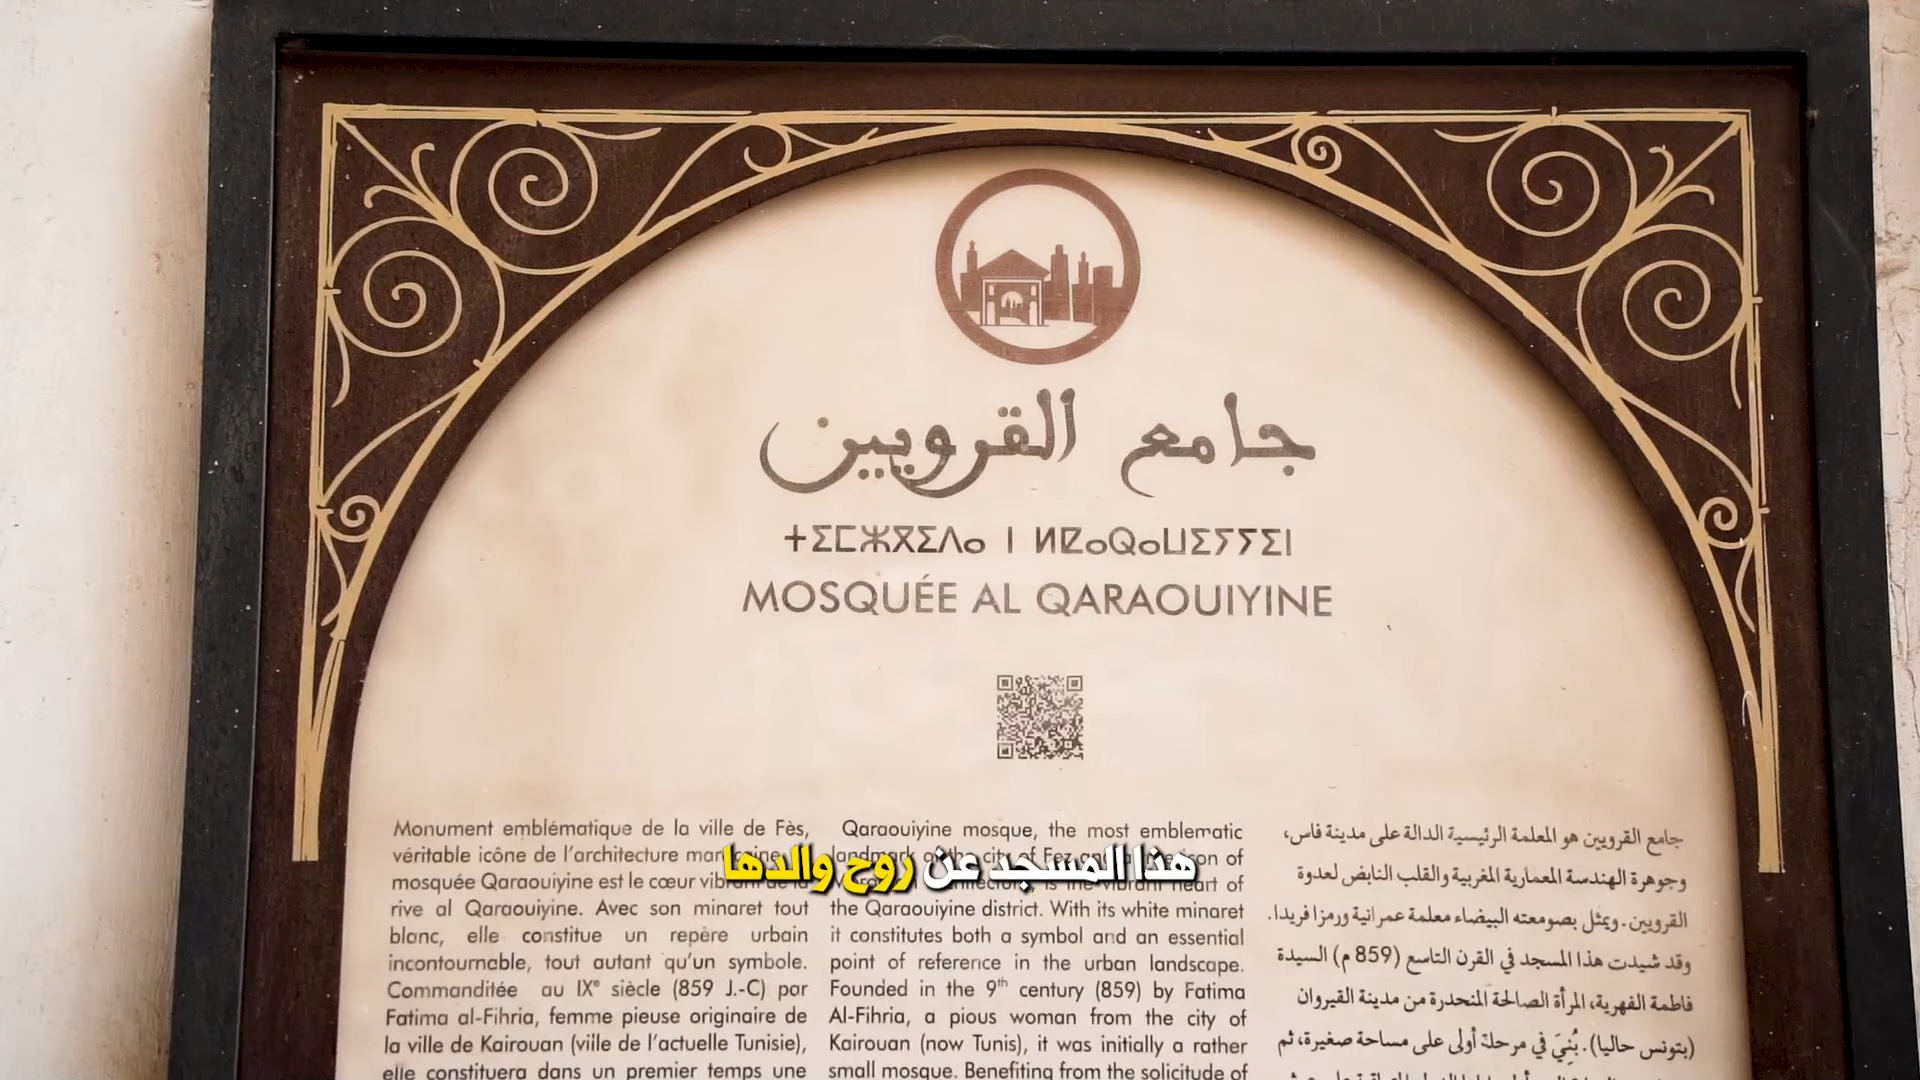 جامع القرويين
ⵜⵉⵎⵣⴳⵉⴷⴰ ⵏ ⵍⵇⴰⵕⴰⵡⵉⵢⵢⵉⵏ
MOSQUÉE AL QARAOUIYINE
Monument emblématique de la ville de Fès,
véritable icône de l'architecture
mosquée Qaraouiyine est le cœur
rive al Qaraouiyine. Avec son minaret tout
blanc, elle constitue un repère urbain
incontournable, tout autant qu'un symbole.
Commanditée au IXe siècle (859 J.-C) par
Fatima al-Fihria, femme pieuse originaire de
la ville de Kairouan (viile de l'actuelle Tunisie),
elle constituera dans un premier temps une
Qaraouiyine mosque, the most emblematic
landmark of the city of Fez of
is the vibrant heart of
the Qaraouiyine district. With its white minaret
it constitutes both a symbol and an essential
point of reference in the urban landscape.
Founded in the 9th century (859) by Fatima
Al-Fihria, a pious woman from the city of
Kairouan (now Tunis), it was initially a rather
small mosque. Benefiting from the solicitude of
جامع القرويين هو المعلمة الرئيسية الدالة على مدينة فاس،
وجوهرة الهندسة المعمارية المغربية والقلب النابض لعدوة
القرويين. ويمثل بصومعته البيضاء معلمة عمرانية ورمزا فريدا.
وقد شيدت هذا المسجد في القرن التاسع (859 م) السيدة
فاطمة الفهرية، المرأة الصالحة المنحدرة من مدينة القيروان
(بتونس حاليا). بُنِيَ في مرحلة أولى على مساحة صغيرة، ثم
هذا المسجد عن روح والدها